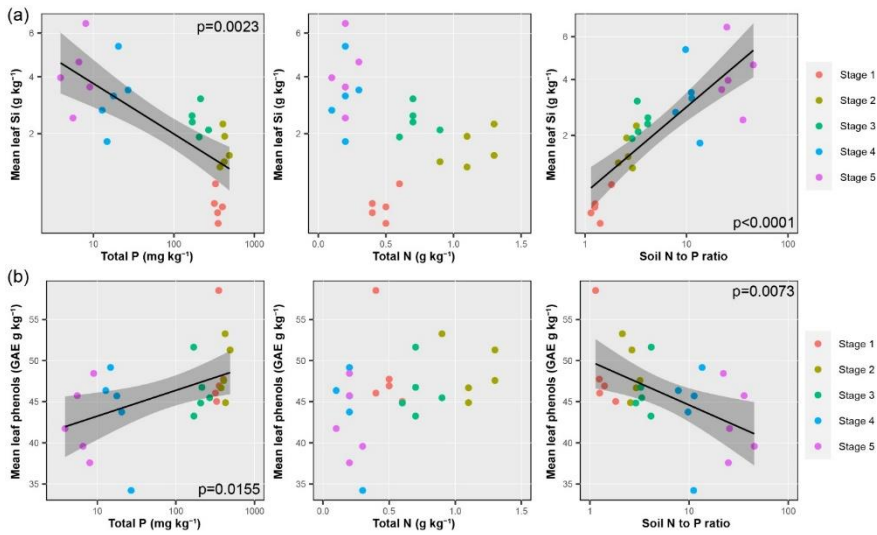 (a)
Mean leaf Si (g kg⁻¹)
6
4
2
p=0.0023
10
100
1000
Total P (mg kg⁻¹)
Mean leaf Si (g kg⁻¹)
6
4
2
0.0
0.5
1.0
1.5
Total N (g kg⁻¹)
Mean leaf Si (g kg⁻¹)
6
4
2
p<0.0001
1
10
100
Soil N to P ratio
Stage 1
Stage 2
Stage 3
Stage 4
Stage 5
(b)
Mean leaf phenols (GAE g kg⁻¹)
55
50
45
40
35
p=0.0155
10
100
1000
Total P (mg kg⁻¹)
Mean leaf phenols (GAE g kg⁻¹)
55
50
45
40
35
0.0
0.5
1.0
1.5
Total N (g kg⁻¹)
Mean leaf phenols (GAE g kg⁻¹)
55
50
45
40
35
p=0.0073
1
10
100
Soil N to P ratio
Stage 1
Stage 2
Stage 3
Stage 4
Stage 5